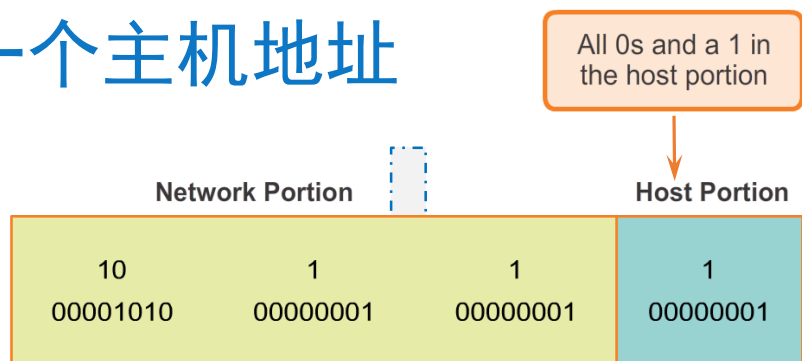 一个主机地址
All 0s and a 1 in
the host portion
Network Portion
Host Portion
10 1 1 1
00001010 00000001 00000001 00000001